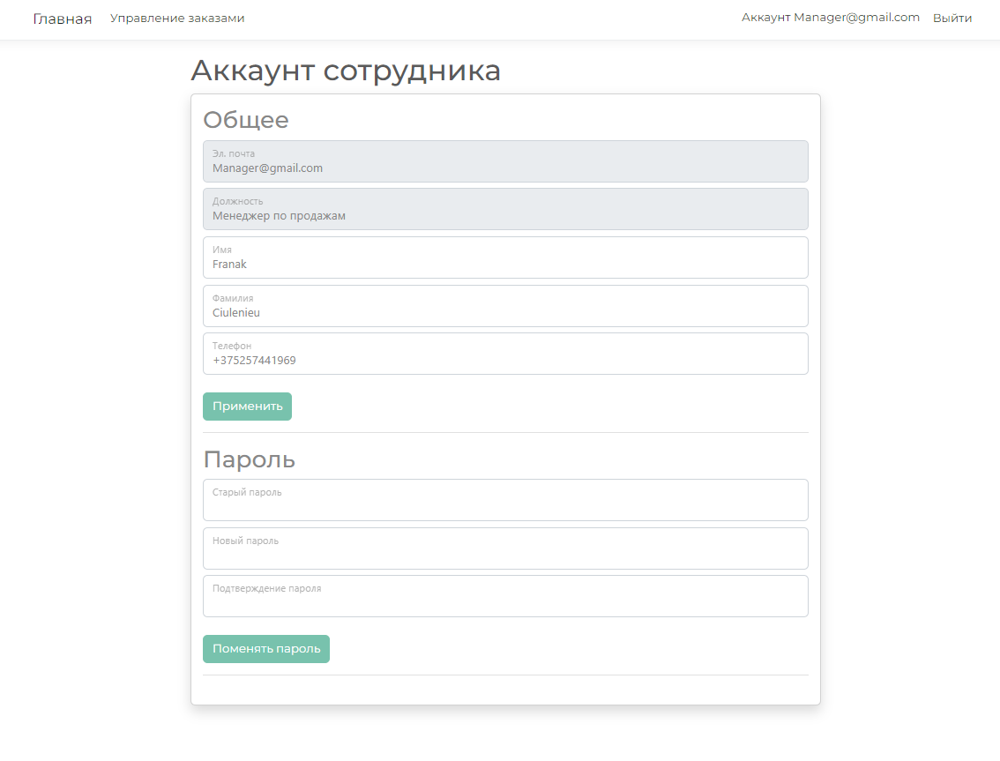 Главная Управление заказами Аккаунт Manager@gmail.com Выйти
Аккаунт сотрудника
Общее
Эл. почта
Manager@gmail.com
Должность
Менеджер по продажам
Имя
Franak
Фамилия
Ciulenieu
Телефон
+375257441969
Применить
Пароль
Старый пароль
Новый пароль
Подтверждение пароля
Поменять пароль